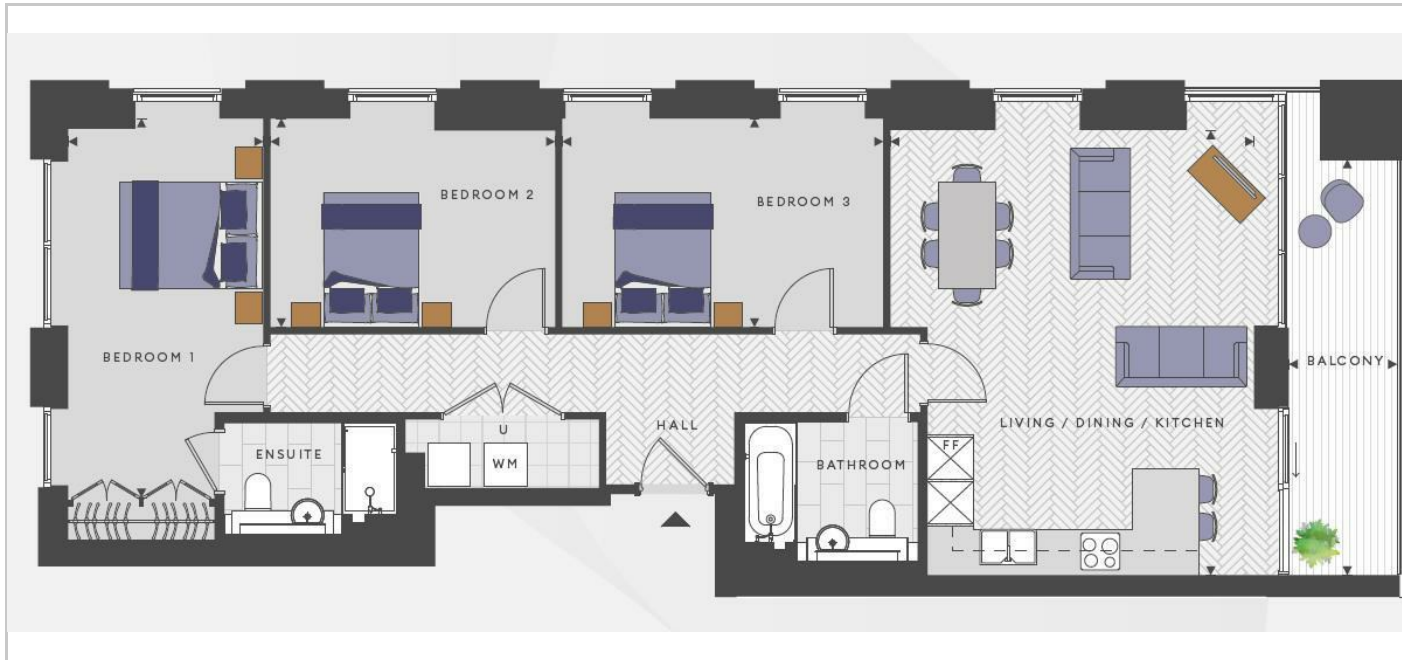 BEDROOM 2
BEDROOM 3
BEDROOM 1
BALCONY
U
HALL
LIVING / DINING / KITCHEN
ENSUITE
WM
BATHROOM
FF